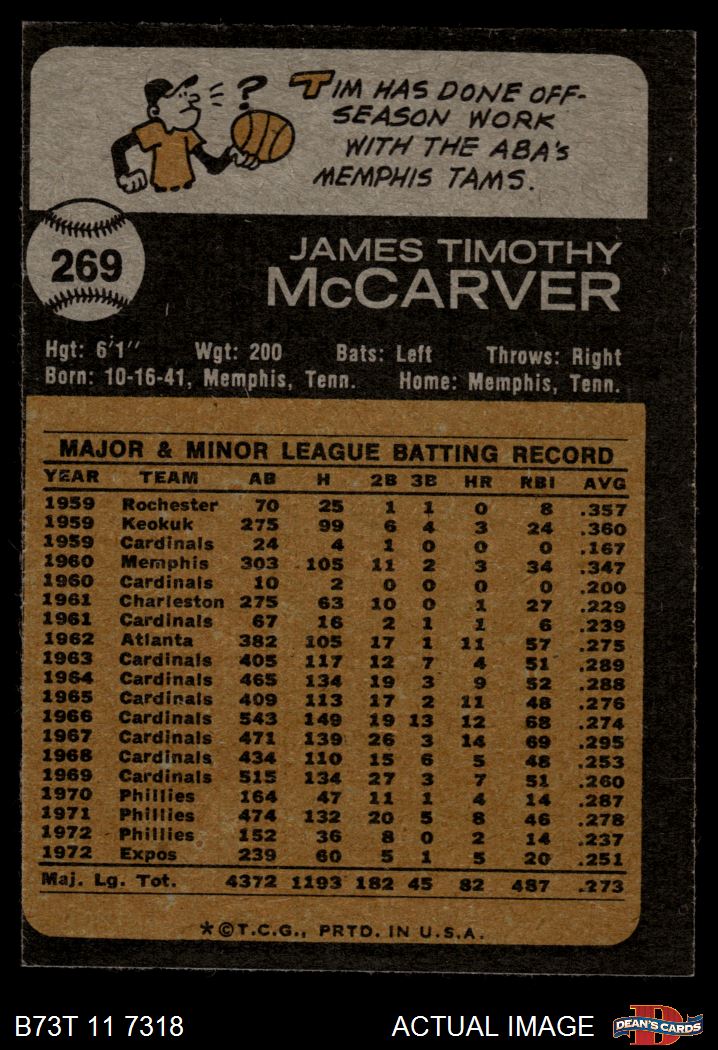 ?
TIM HAS DONE OFF-
SEASON WORK
WITH THE ABA's
MEMPHIS TAMS.
269
JAMES TIMOTHY
McCARVER
Hgt: 6'1" Wgt: 200 Bats: Left Throws: Right
Born: 10-16-41, Memphis, Tenn. Home: Memphis, Tenn.
MAJOR & MINOR LEAGUE BATTING RECORD
YEAR TEAM AB H 2B 3B HR RBI AVG
1959 Rochester 70 25 1 1 0 8 .357
1959 Keokuk 275 99 6 4 3 24 .360
1959 Cardinals 24 4 1 0 0 0 .167
1960 Memphis 303 105 11 2 3 34 .347
1960 Cardinals 10 2 0 0 0 0 .200
1961 Charleston 275 63 10 0 1 27 .229
1961 Cardinals 67 16 2 1 1 6 .239
1962 Atlanta 382 105 17 1 11 57 .275
1963 Cardinals 405 117 12 7 4 51 .289
1964 Cardinals 465 134 19 3 9 52 .288
1965 Cardinals 409 113 17 2 11 48 .276
1966 Cardinals 543 149 19 13 12 68 .274
1967 Cardinals 471 139 26 3 14 69 .295
1968 Cardinals 434 110 15 6 5 48 .253
1969 Cardinals 515 134 27 3 7 51 .260
1970 Phillies 164 47 11 1 4 14 .287
1971 Phillies 474 132 20 5 8 46 .278
1972 Phillies 152 36 8 0 2 14 .237
1972 Expos 239 60 5 1 5 20 .251
Maj. Lg. Tot. 4372 1193 182 45 82 487 .273
*©T.C.G., PRTD. IN U.S.A.
B73T 11 7318 ACTUAL IMAGE DEAN'S CARDS